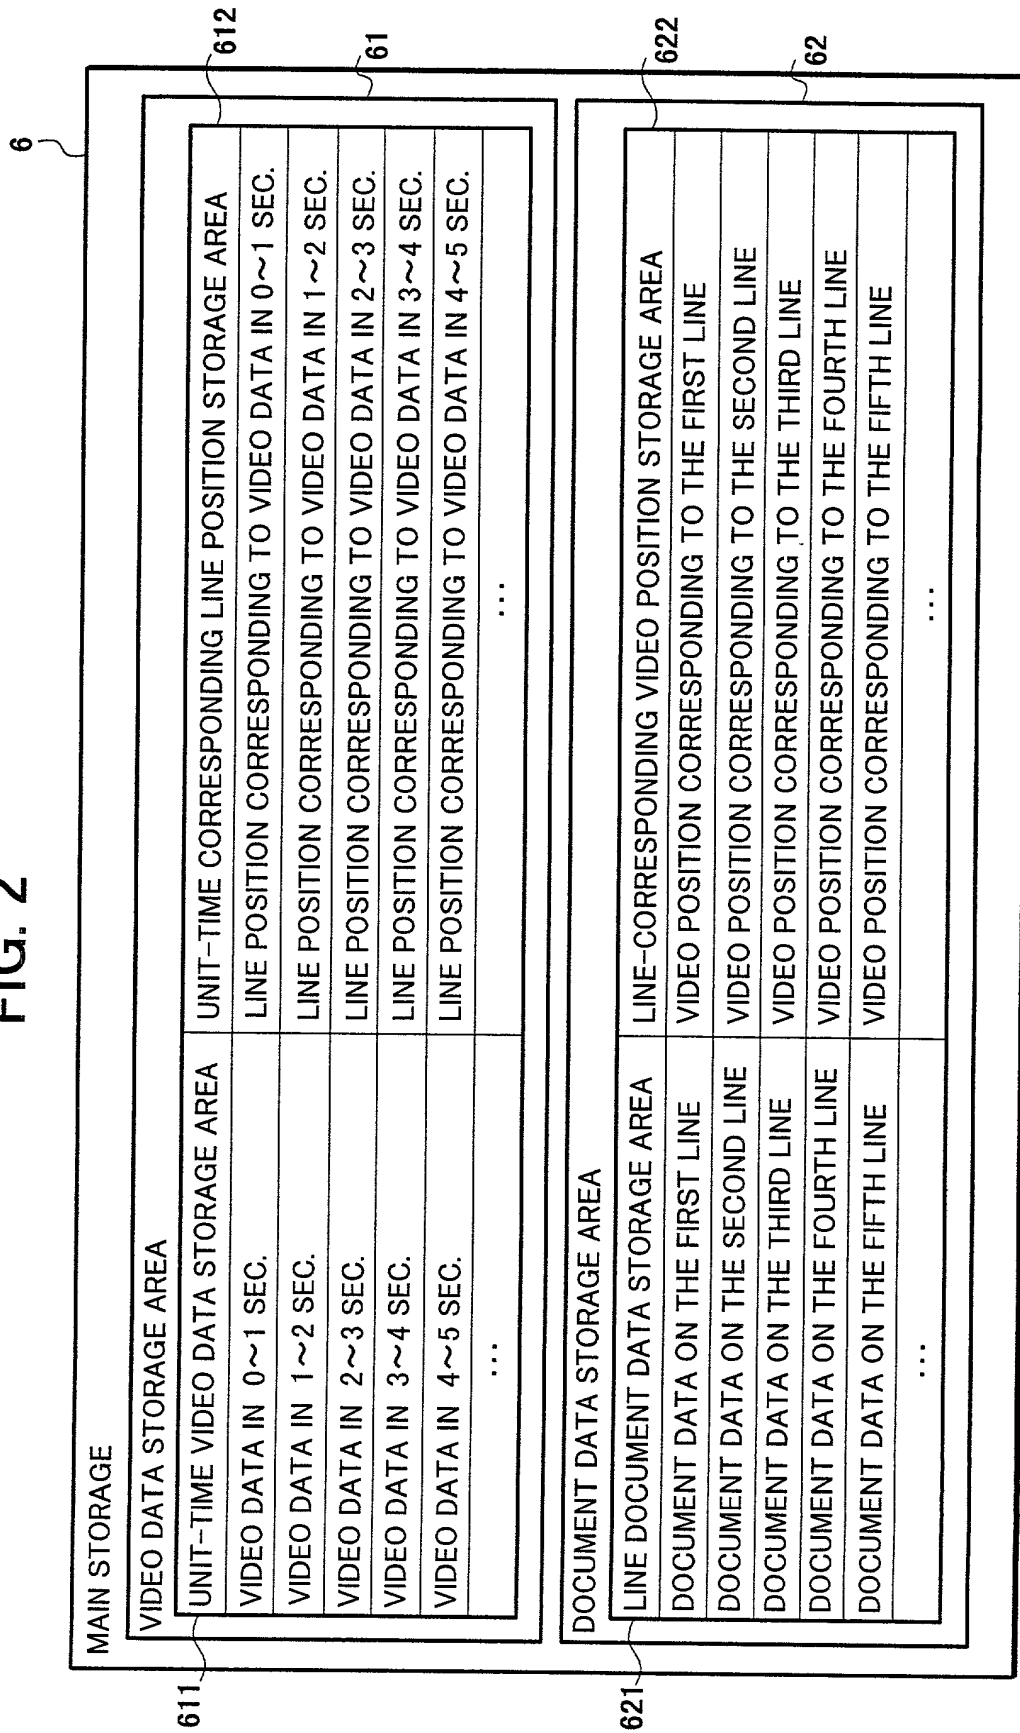 FIG. 2
6
MAIN STORAGE
61
VIDEO DATA STORAGE AREA
611
612
UNIT-TIME VIDEO DATA STORAGE AREA UNIT-TIME CORRESPONDING LINE POSITION STORAGE AREA
VIDEO DATA IN 0~1 SEC. LINE POSITION CORRESPONDING TO VIDEO DATA IN 0~1 SEC.
VIDEO DATA IN 1~2 SEC. LINE POSITION CORRESPONDING TO VIDEO DATA IN 1~2 SEC.
VIDEO DATA IN 2~3 SEC. LINE POSITION CORRESPONDING TO VIDEO DATA IN 2~3 SEC.
VIDEO DATA IN 3~4 SEC. LINE POSITION CORRESPONDING TO VIDEO DATA IN 3~4 SEC.
VIDEO DATA IN 4~5 SEC. LINE POSITION CORRESPONDING TO VIDEO DATA IN 4~5 SEC.
... ...
62
DOCUMENT DATA STORAGE AREA
621
622
LINE DOCUMENT DATA STORAGE AREA LINE-CORRESPONDING VIDEO POSITION STORAGE AREA
DOCUMENT DATA ON THE FIRST LINE VIDEO POSITION CORRESPONDING TO THE FIRST LINE
DOCUMENT DATA ON THE SECOND LINE VIDEO POSITION CORRESPONDING TO THE SECOND LINE
DOCUMENT DATA ON THE THIRD LINE VIDEO POSITION CORRESPONDING TO THE THIRD LINE
DOCUMENT DATA ON THE FOURTH LINE VIDEO POSITION CORRESPONDING TO THE FOURTH LINE
DOCUMENT DATA ON THE FIFTH LINE VIDEO POSITION CORRESPONDING TO THE FIFTH LINE
... ...